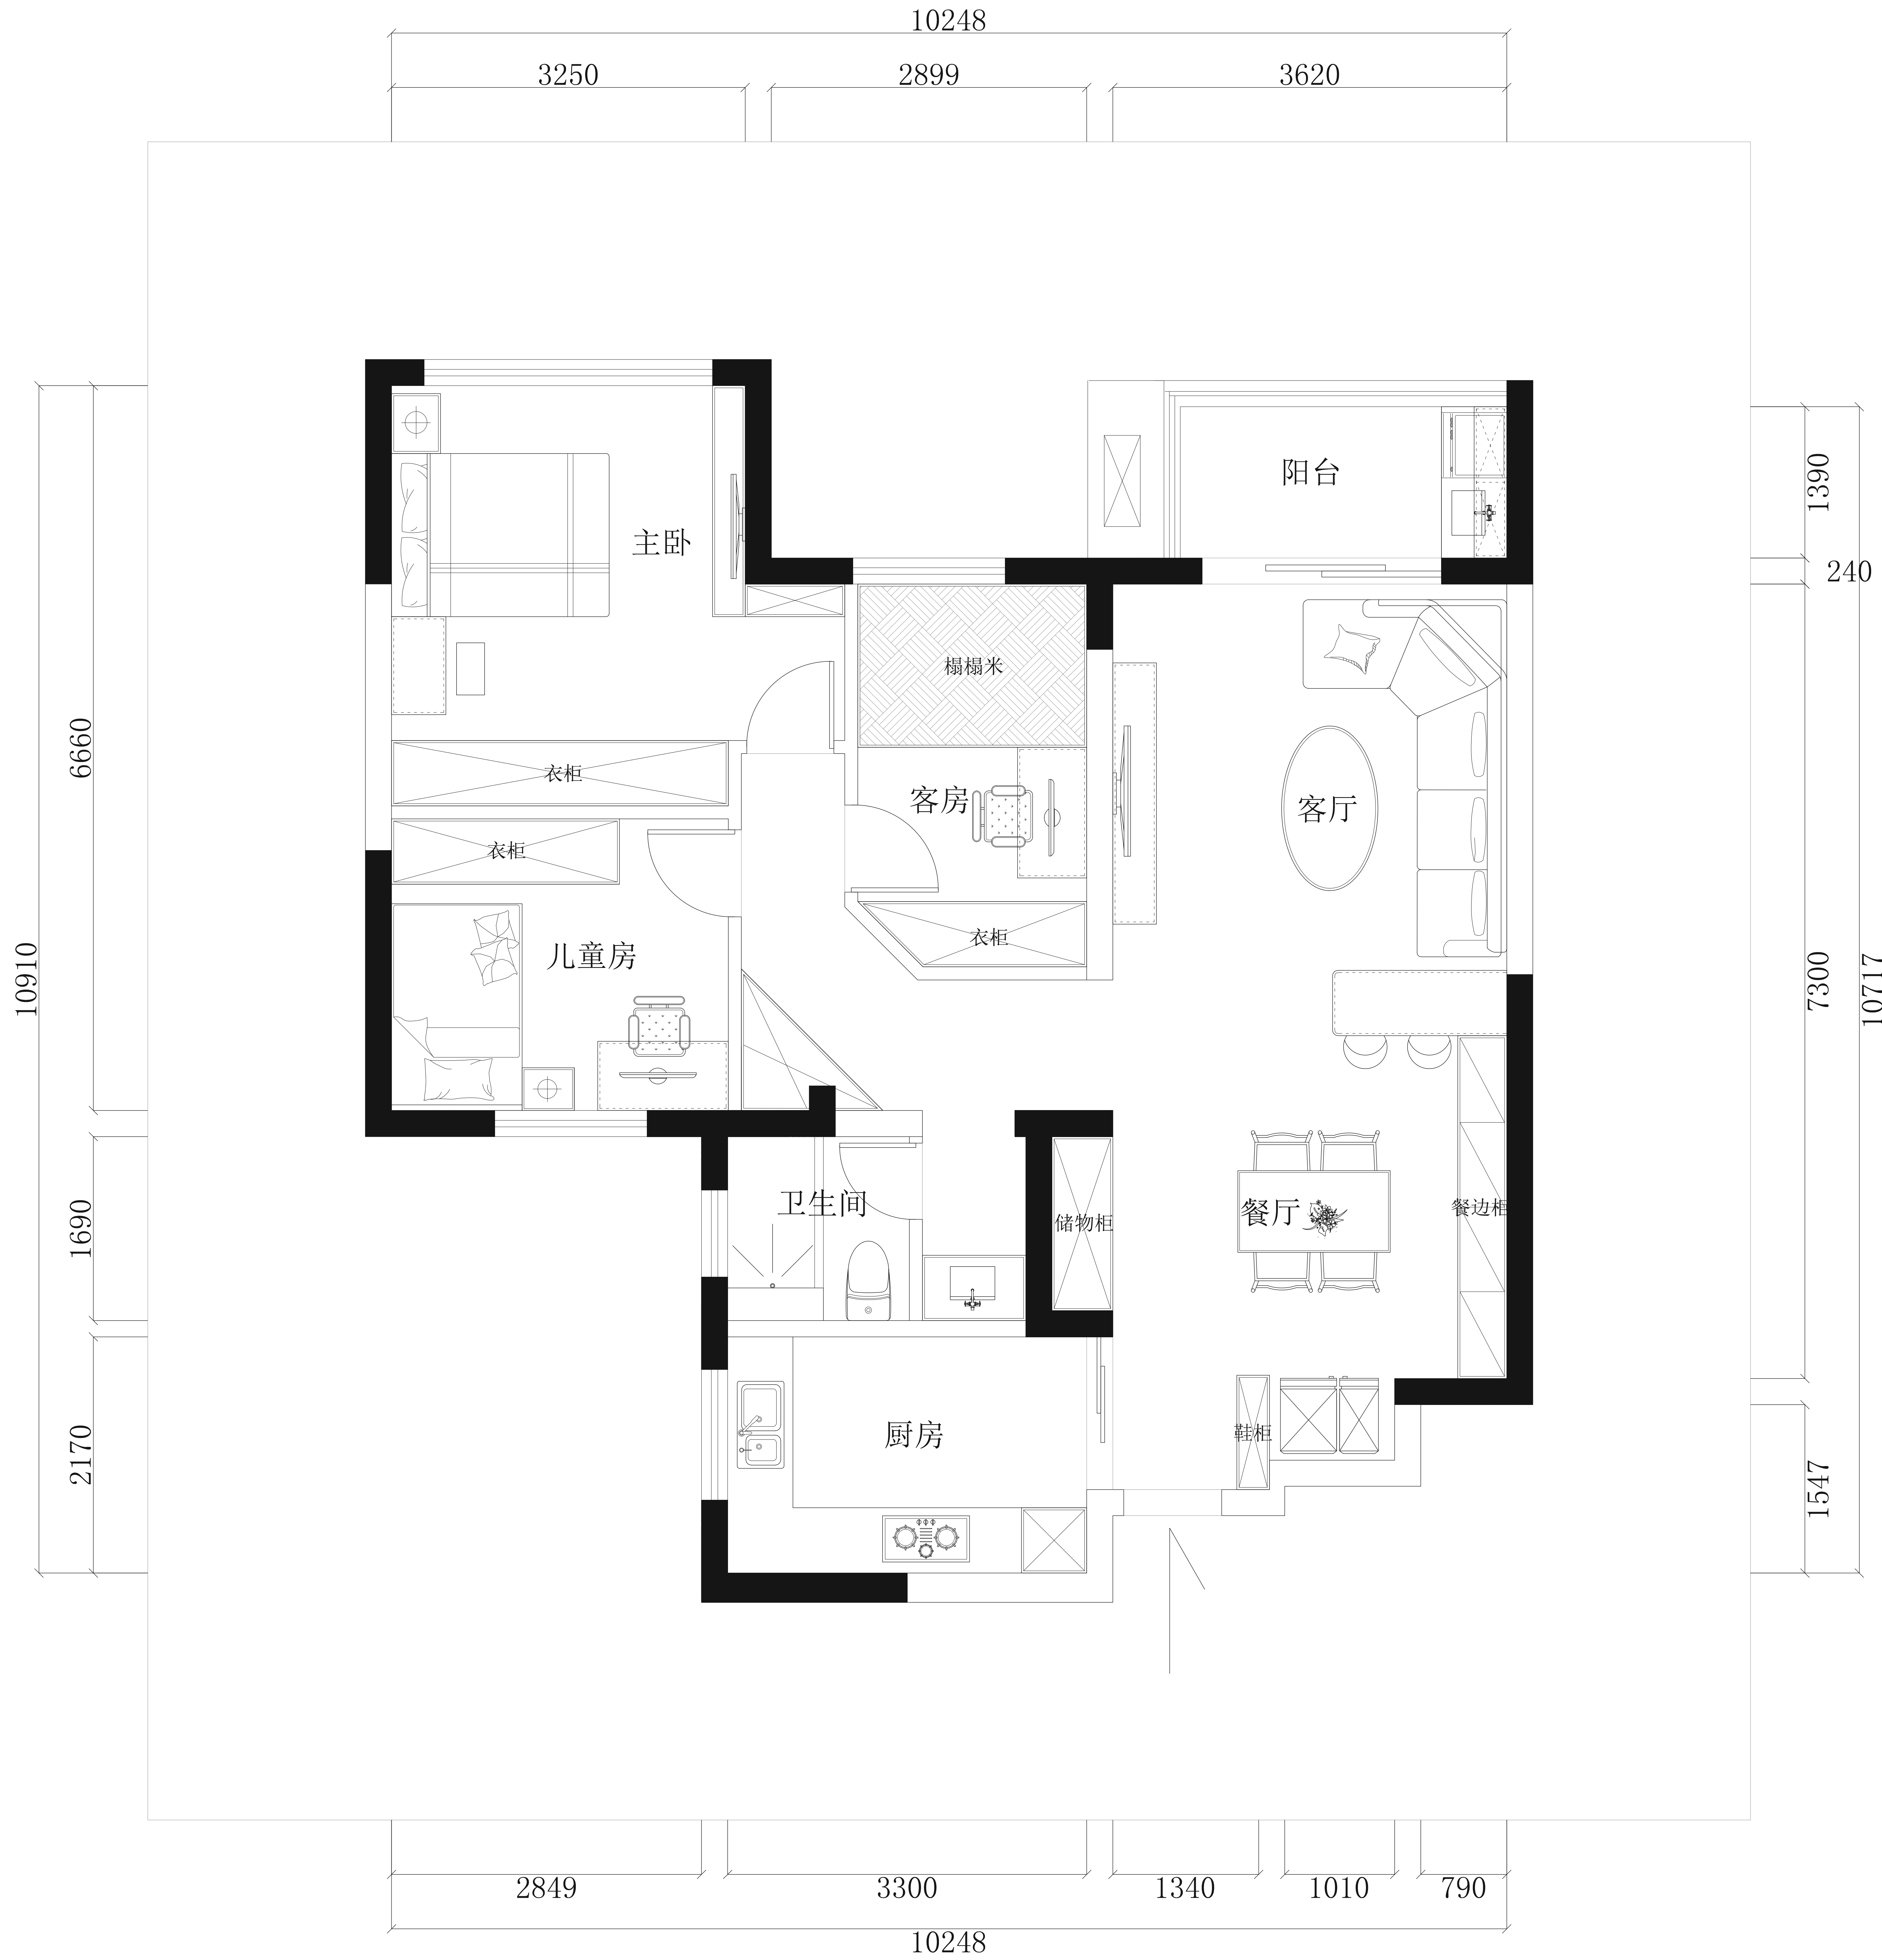 10248
3250
2899
3620
阳台
1390
主卧
240
榻榻米
6660
衣柜
客房
客厅
衣柜
衣柜
儿童房
10910
7300
10717
卫生间
储物柜
餐厅
餐边柜
1690
厨房
鞋柜
2170
1547
2849
3300
1340
1010
790
10248